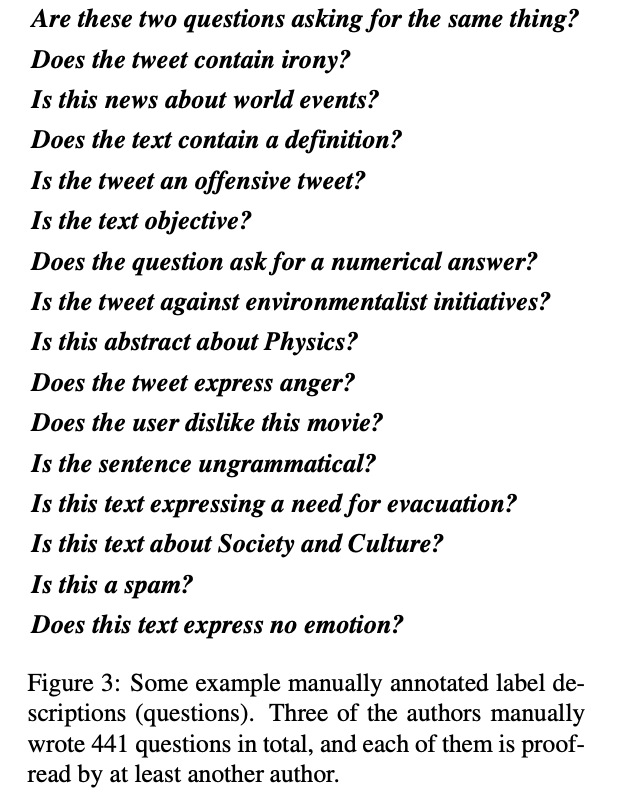 Are these two questions asking for the same thing?
Does the tweet contain irony?
Is this news about world events?
Does the text contain a definition?
Is the tweet an offensive tweet?
Is the text objective?
Does the question ask for a numerical answer?
Is the tweet against environmentalist initiatives?
Is this abstract about Physics?
Does the tweet express anger?
Does the user dislike this movie?
Is the sentence ungrammatical?
Is this text expressing a need for evacuation?
Is this text about Society and Culture?
Is this a spam?
Does this text express no emotion?
Figure 3: Some example manually annotated label de-
scriptions (questions). Three of the authors manually
wrote 441 questions in total, and each of them is proof-
read by at least another author.